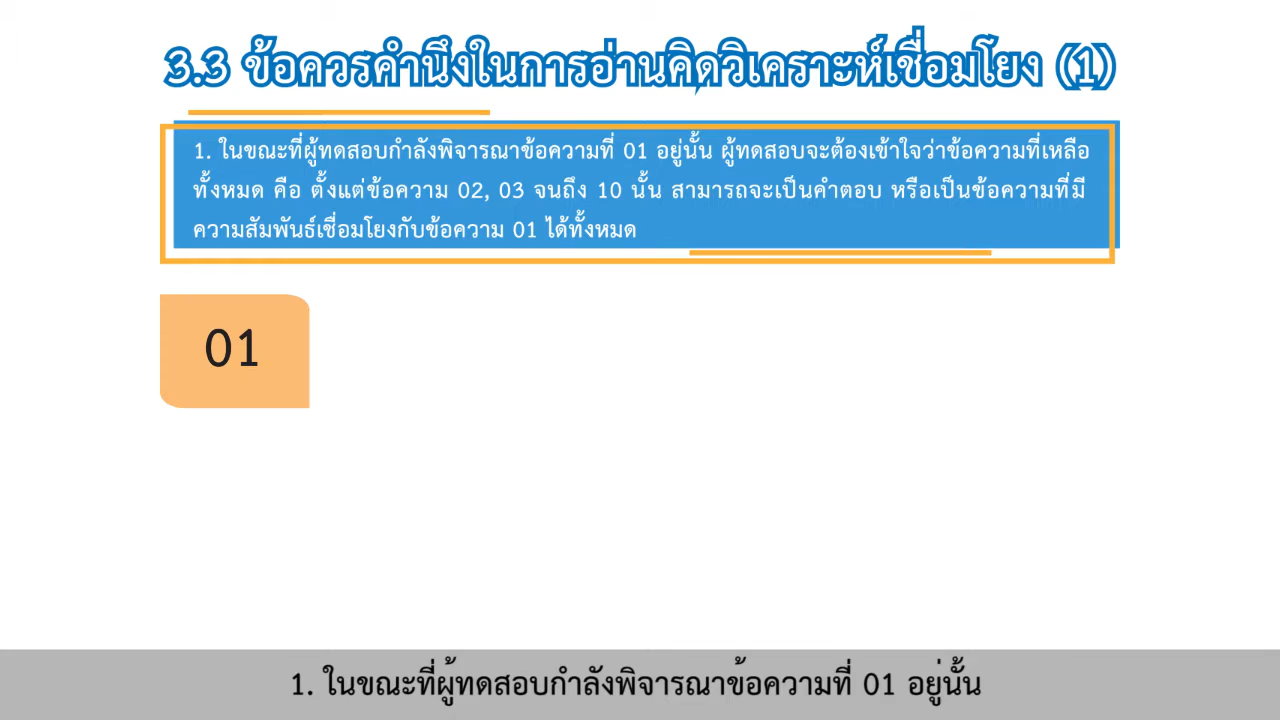 3.3 ข้อควรคำนึงในการอ่านคิดวิเคราะห์เชื่อมโยง (1)
1. ในขณะที่ผู้ทดสอบกำลังพิจารณาข้อความที่ 01 อยู่นั้น ผู้ทดสอบจะต้องเข้าใจว่าข้อความที่เหลือ
ทั้งหมด คือ ตั้งแต่ข้อความ 02, 03 จนถึง 10 นั้น สามารถจะเป็นคำตอบ หรือเป็นข้อความที่มี
ความสัมพันธ์เชื่อมโยงกับข้อความ 01 ได้ทั้งหมด
01
1. ในขณะที่ผู้ทดสอบกำลังพิจารณาข้อความที่ 01 อยู่นั้น